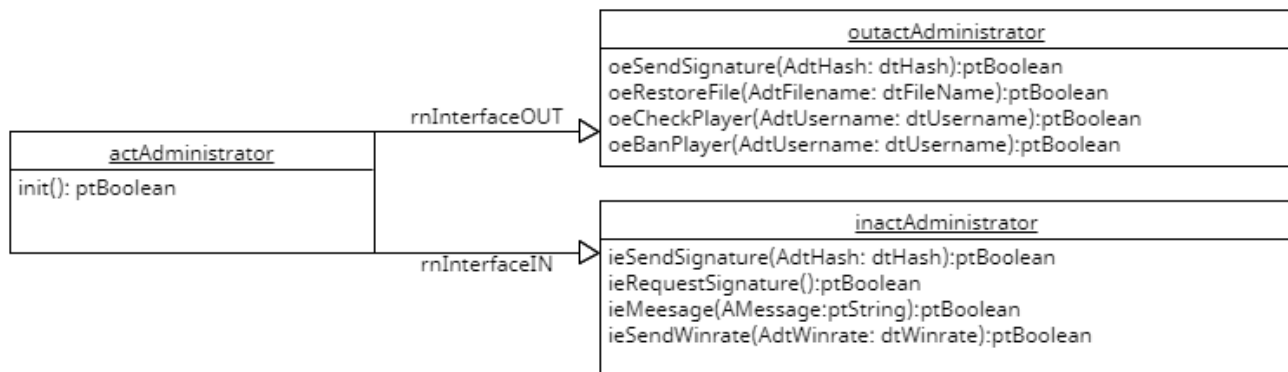 outactAdministrator
oeSendSignature(AdtHash: dtHash):ptBoolean
oeRestoreFile(AdtFilename: dtFileName):ptBoolean
oeCheckPlayer(AdtUsername: dtUsername):ptBoolean
oeBanPlayer(AdtUsername: dtUsername):ptBoolean
rnInterfaceOUT
actAdministrator
init(): ptBoolean
rnInterfaceIN
inactAdministrator
ieSendSignature(AdtHash: dtHash):ptBoolean
ieRequestSignature():ptBoolean
ieMeesage(AMessage:ptString):ptBoolean
ieSendWinrate(AdtWinrate: dtWinrate):ptBoolean